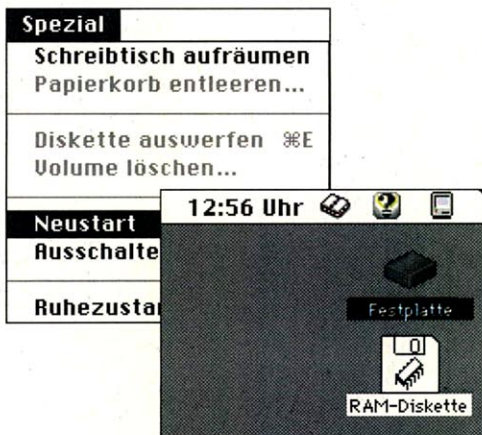 Spezial
Schreibtisch aufräumen
Papierkorb entleeren...
Diskette auswerfen ⌘E
Volume löschen...
Neustart
Ausschalte
Ruhezusta
12:56 Uhr
Festplatte
RAM-Diskette